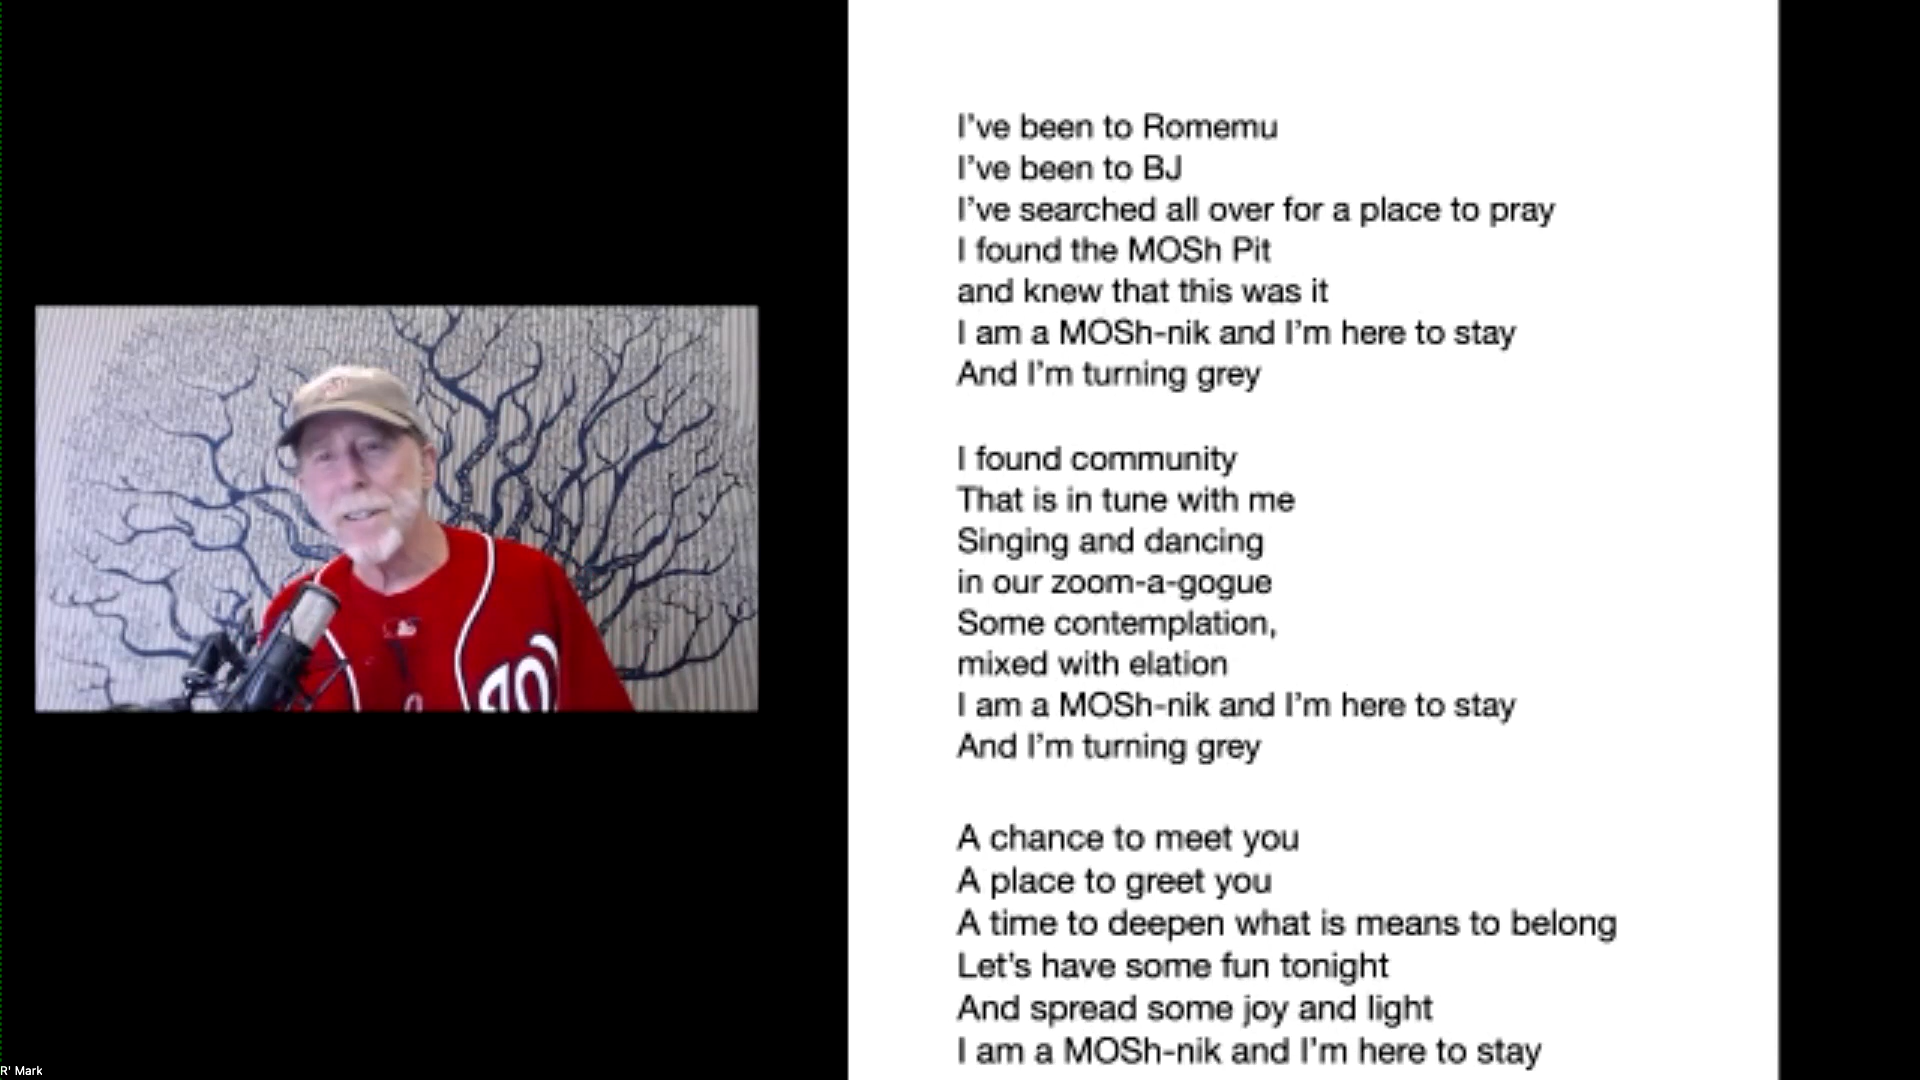 I've been to Romemu
I've been to BJ
I've searched all over for a place to pray
I found the MOSh Pit
and knew that this was it
I am a MOSh-nik and I'm here to stay
And I'm turning grey
I found community
That is in tune with me
Singing and dancing
in our zoom-a-gogue
Some contemplation,
mixed with elation
I am a MOSh-nik and I'm here to stay
And I'm turning grey
A chance to meet you
A place to greet you
A time to deepen what is means to belong
Let's have some fun tonight
And spread some joy and light
I am a MOSh-nik and I'm here to stay
R' Mark